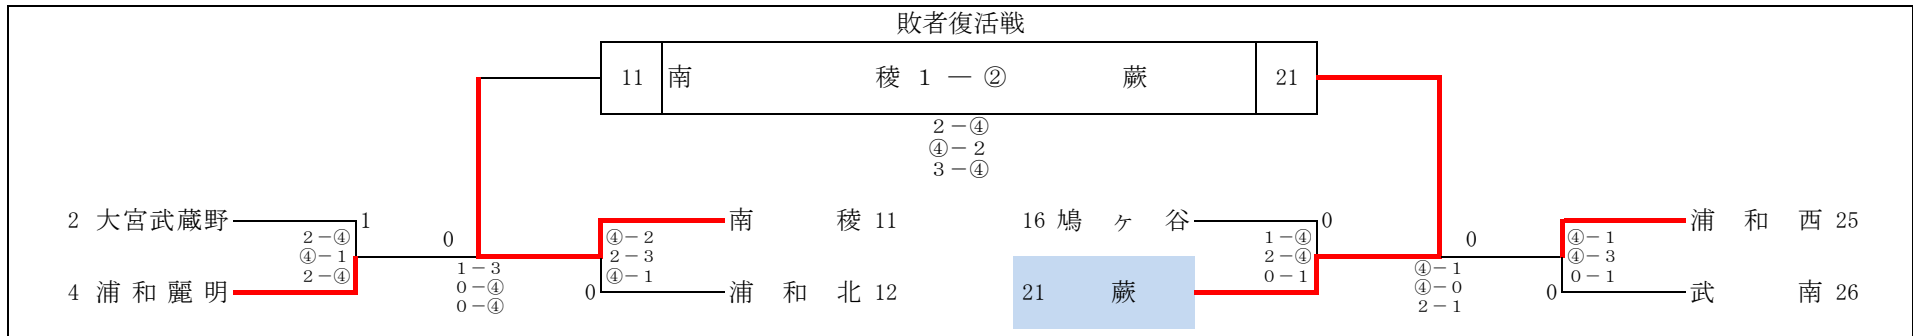 敗者復活戦
11 南 稜 1 — ② 蕨 21
2－④
④－2
3－④
2 大宮武蔵野 1
2－④
④－1
2－④
4 浦和麗明
0
1－3
0－④
0－④
南 稜 11
④－2
2－3
④－1
0 浦 和 北 12
16 鳩 ヶ 谷 0
1－④
2－④
0－1
21 蕨
0
④－1
④－0
2－1
浦 和 西 25
④－1
④－3
0－1
0 武 南 26